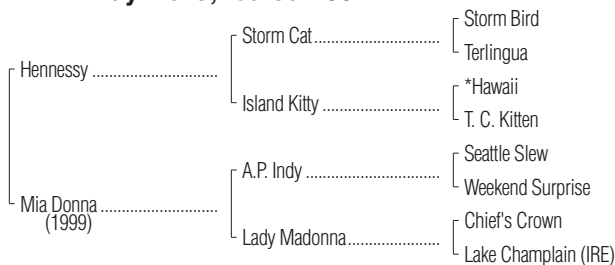 Storm Bird
Storm Cat
Terlingua
Hennessy
*Hawaii
Island Kitty
T. C. Kitten
Seattle Slew
A.P. Indy
Weekend Surprise
Mia Donna
(1999)
Chief's Crown
Lady Madonna
Lake Champlain (IRE)